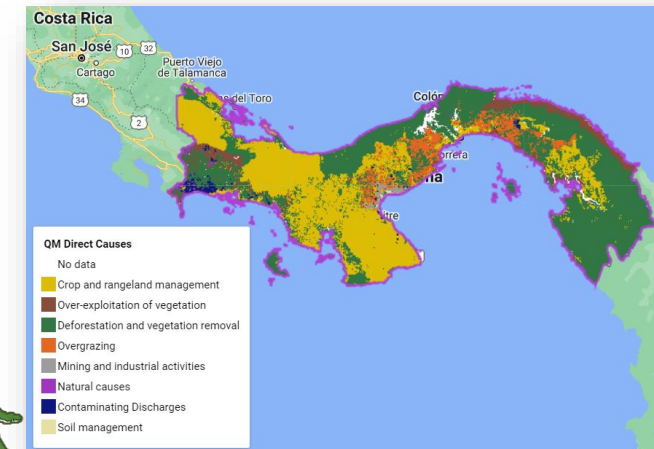 Costa Rica
San José
10
32
Puerto Viejo
de Talamanca
Cartago
34
2
del Toro
QM Direct Causes
No data
Crop and rangeland management
Over-exploitation of vegetation
Deforestation and vegetation removal
Overgrazing
Mining and industrial activities
Natural causes
Contaminating Discharges
Soil management